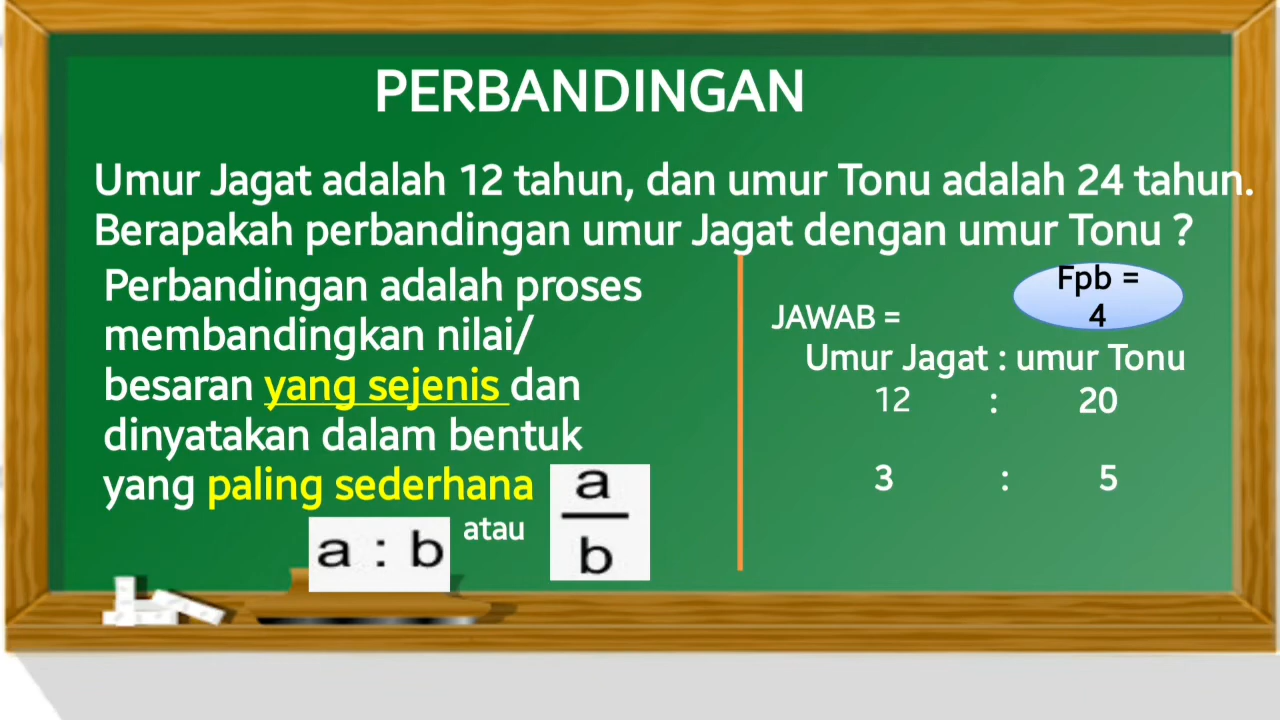 PERBANDINGAN
Umur Jagat adalah 12 tahun, dan umur Tonu adalah 24 tahun.
Berapakah perbandingan umur Jagat dengan umur Tonu ?
Perbandingan adalah proses
membandingkan nilai/
besaran yang sejenis dan
dinyatakan dalam bentuk
yang paling sederhana
a : b
atau
a
b
Fpb =
4
JAWAB =
Umur Jagat : umur Tonu
12 : 20
3 : 5